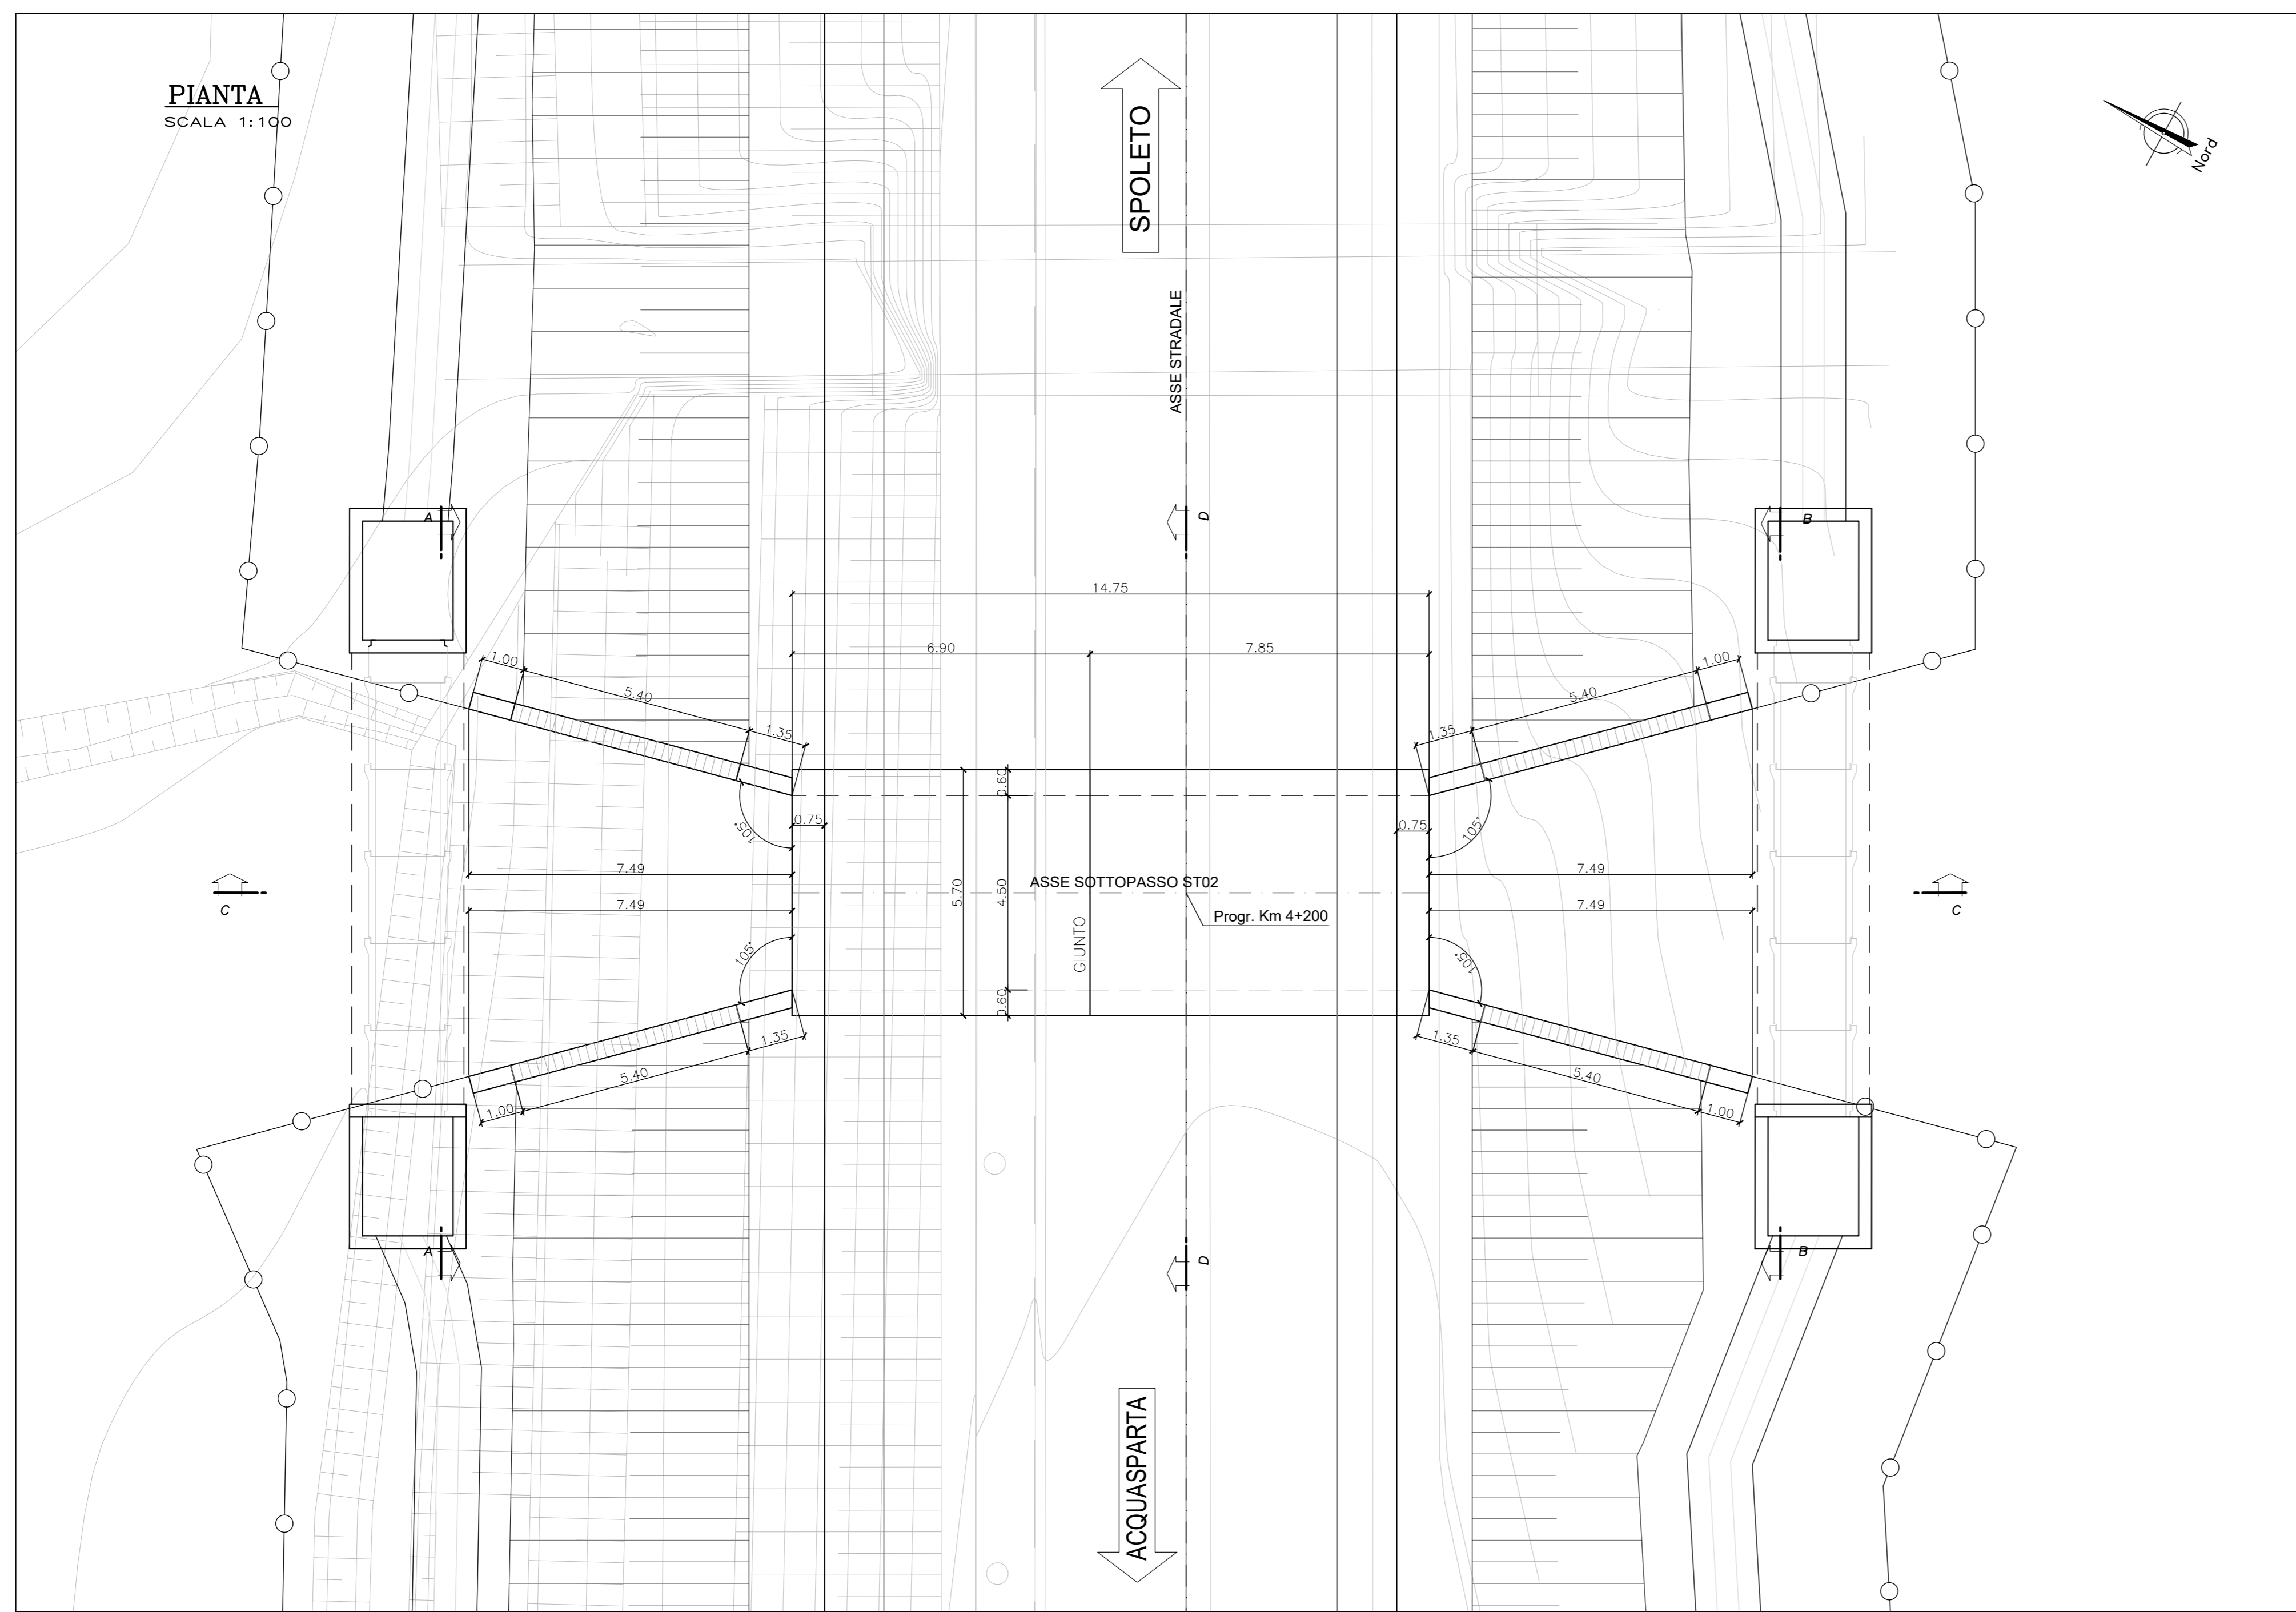 PIANTA
SCALA 1:100
SPOLETO
Nord
ASSE STRADALE
A
D
B
14.75
6.90
7.85
1.00
5.40
1.35
1.35
5.40
1.00
0.60
105°
0.75
0.75
105°
7.49
5.70
4.50
ASSE SOTTOPASSO ST02
7.49
C
7.49
GIUNTO
Progr. Km 4+200
7.49
C
105°
0.60
105°
1.35
5.40
1.00
1.35
5.40
1.00
A
D
B
ACQUASPARTA